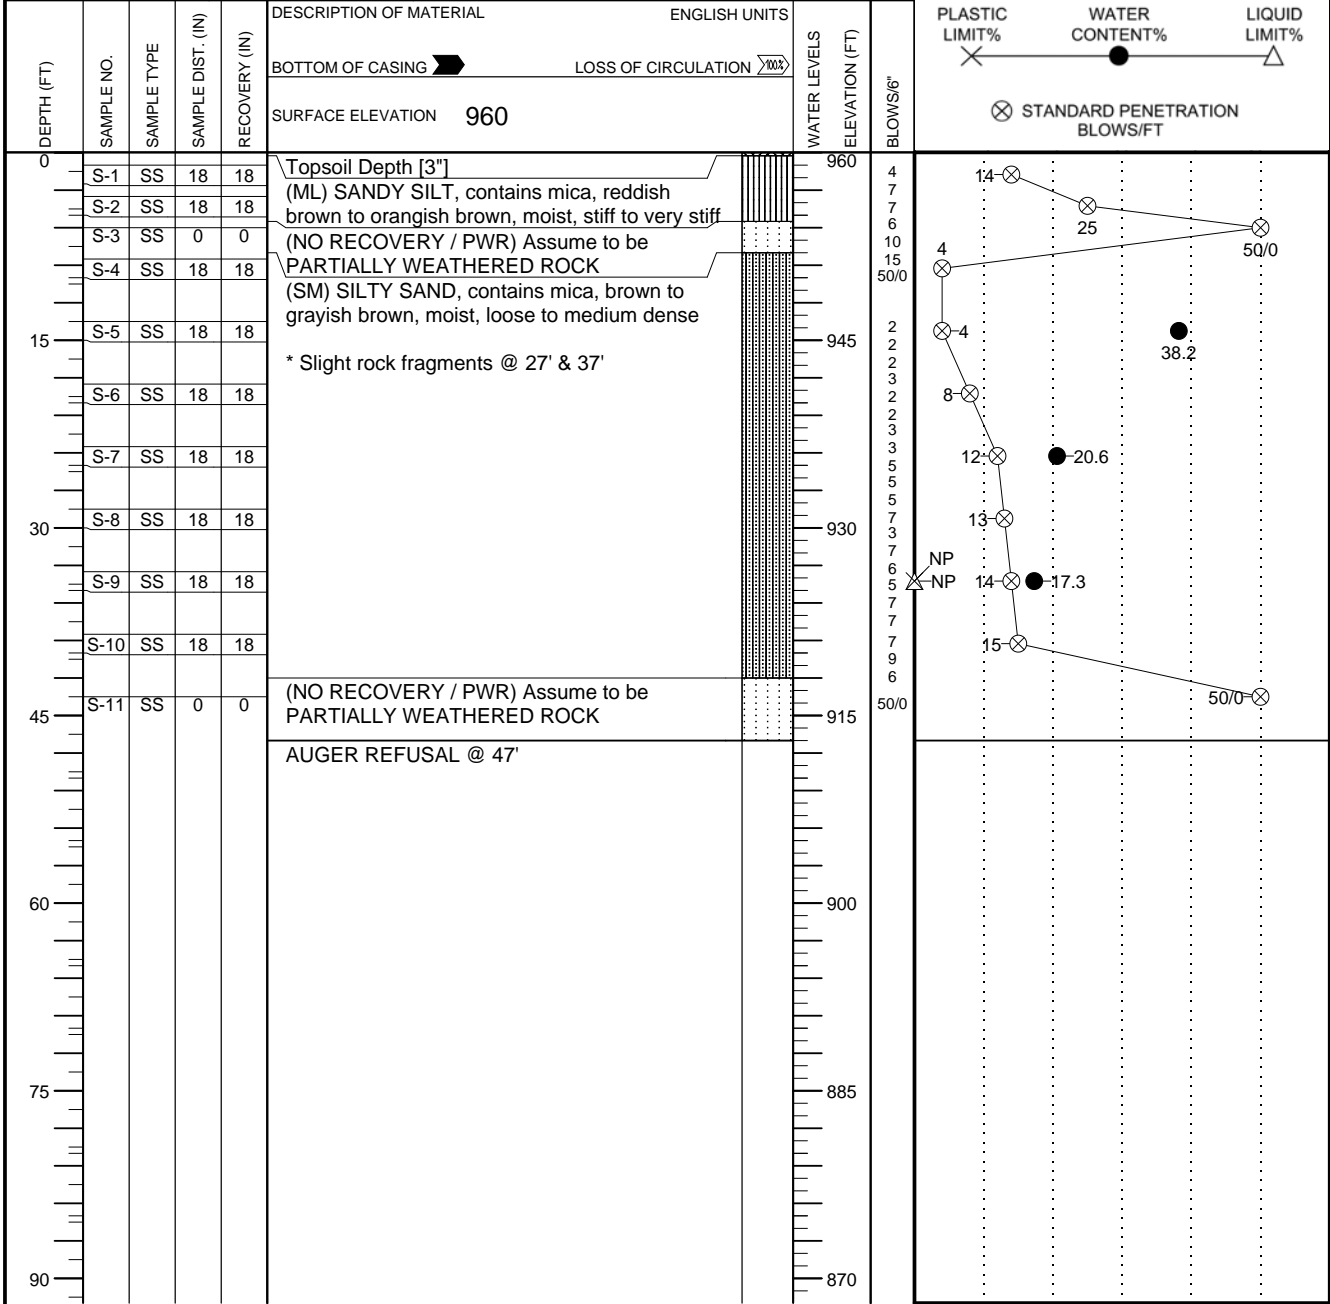 DESCRIPTION OF MATERIAL ENGLISH UNITS
BOTTOM OF CASING LOSS OF CIRCULATION 100%
SURFACE ELEVATION 960
DEPTH (FT)
SAMPLE NO.
SAMPLE TYPE
SAMPLE DIST. (IN)
RECOVERY (IN)
WATER LEVELS
ELEVATION (FT)
BLOWS/6"
PLASTIC LIMIT%
WATER CONTENT%
LIQUID LIMIT%
STANDARD PENETRATION
BLOWS/FT
0
15
30
45
60
75
90
S-1 SS 18 18
S-2 SS 18 18
S-3 SS 0 0
S-4 SS 18 18
S-5 SS 18 18
S-6 SS 18 18
S-7 SS 18 18
S-8 SS 18 18
S-9 SS 18 18
S-10 SS 18 18
S-11 SS 0 0
Topsoil Depth [3"]
(ML) SANDY SILT, contains mica, reddish
brown to orangish brown, moist, stiff to very stiff
(NO RECOVERY / PWR) Assume to be
PARTIALLY WEATHERED ROCK
(SM) SILTY SAND, contains mica, brown to
grayish brown, moist, loose to medium dense
* Slight rock fragments @ 27' & 37'
(NO RECOVERY / PWR) Assume to be
PARTIALLY WEATHERED ROCK
AUGER REFUSAL @ 47'
960
945
930
915
900
885
870
4
7
7
6
10
15
50/0
2
2
2
3
2
2
3
3
5
5
5
7
3
7
6
5
7
7
7
9
6
50/0
14
25
50/0
4
4
38.2
8
12
20.6
13
NP
NP
14
17.3
15
50/0